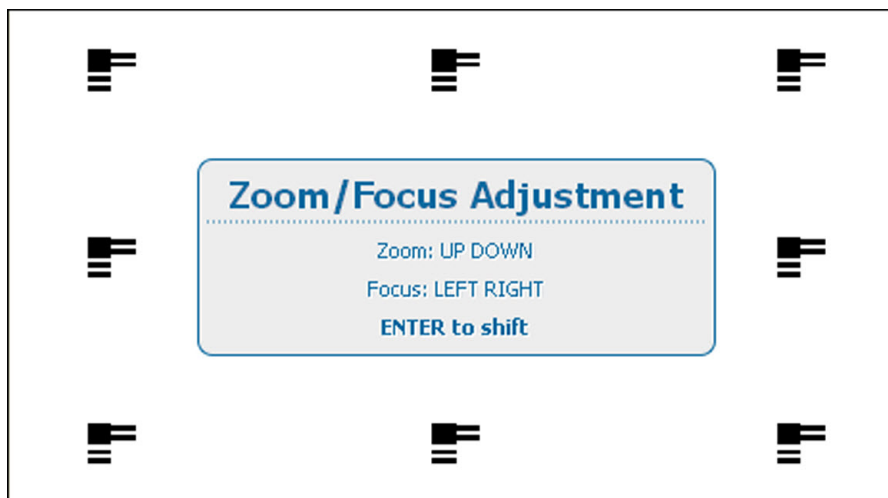 Zoom/Focus Adjustment
Zoom: UP DOWN
Focus: LEFT RIGHT
ENTER to shift